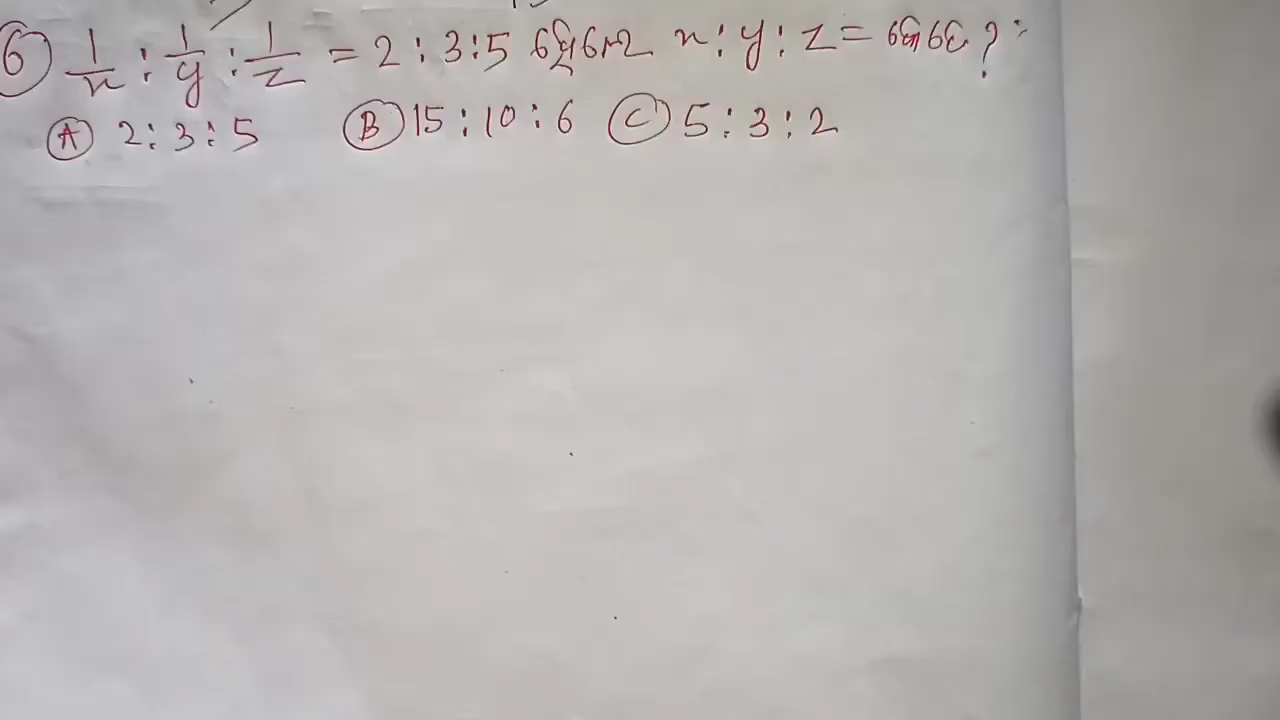 6 1/x : 1/y : 1/z = 2 : 3 : 5 x : y : z = ?
A 2 : 3 : 5 B 15 : 10 : 6 C 5 : 3 : 2